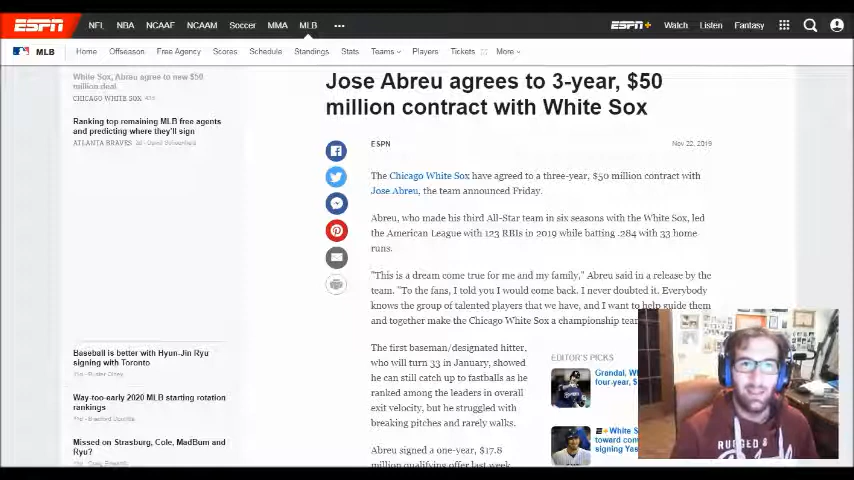 ESPN NFL NBA NCAAF NCAAM Soccer MMA MLB ••• ESPN+ Watch Listen Fantasy
MLB Home Offseason Free Agency Scores Schedule Standings Stats Teams Players Tickets More
White Sox, Abreu agree to new $50
million deal
CHICAGO WHITE SOX
Ranking top remaining MLB free agents
and predicting where they'll sign
ATLANTA BRAVES
Baseball is better with Hyun-Jin Ryu
signing with Toronto
Way-too-early 2020 MLB starting rotation
rankings
Missed on Strasburg, Cole, MadBum and
Ryu?
Jose Abreu agrees to 3-year, $50
million contract with White Sox
ESPN
Nov 22, 2019
The Chicago White Sox have agreed to a three-year, $50 million contract with
Jose Abreu, the team announced Friday.
Abreu, who made his third All-Star team in six seasons with the White Sox, led
the American League with 123 RBIs in 2019 while batting .284 with 33 home
runs.
"This is a dream come true for me and my family," Abreu said in a release by the
team. "To the fans, I told you I would come back. I never doubted it. Everybody
knows the group of talented players that we have, and I want to help guide them
and together make the Chicago White Sox a championship team
The first baseman/designated hitter,
who will turn 33 in January, showed
he can still catch up to fastballs as he
ranked among the leaders in overall
exit velocity, but he struggled with
breaking pitches and rarely walks.
Abreu signed a one-year, $17.8
million qualifying offer last week
EDITOR'S PICKS
Grandal, W
four-year, $
White S
toward con
signing Yas
RUGGED &